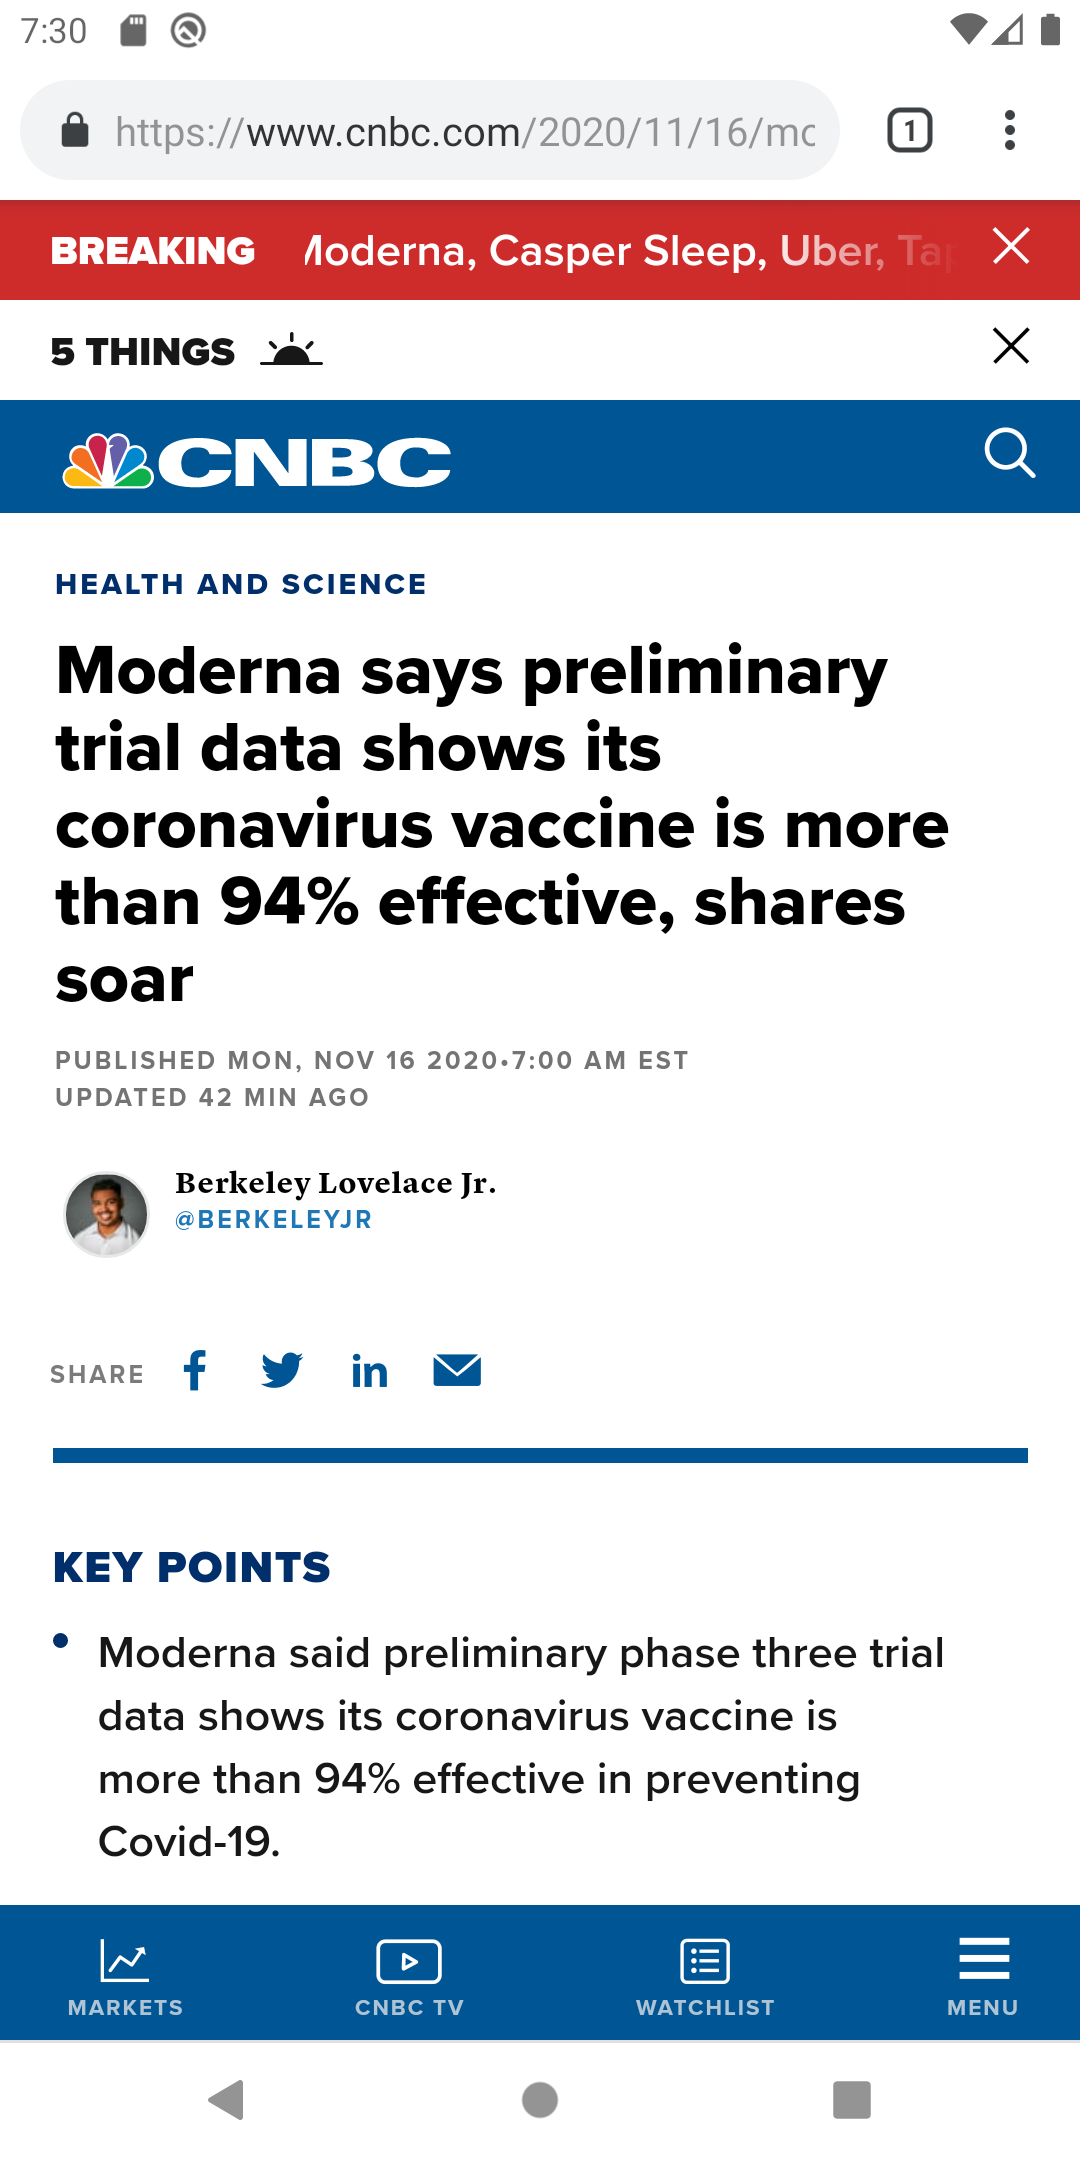 7:30
https://www.cnbc.com/2020/11/16/mc
1
BREAKING Moderna, Casper Sleep, Uber,
5 THINGS
CNBC
HEALTH AND SCIENCE
Moderna says preliminary
trial data shows its
coronavirus vaccine is more
than 94% effective, shares
soar
PUBLISHED MON, NOV 16 2020•7:00 AM EST
UPDATED 42 MIN AGO
Berkeley Lovelace Jr.
@BERKELEYJR
SHARE
KEY POINTS
• Moderna said preliminary phase three trial
data shows its coronavirus vaccine is
more than 94% effective in preventing
Covid-19.
MARKETS CNBC TV WATCHLIST MENU